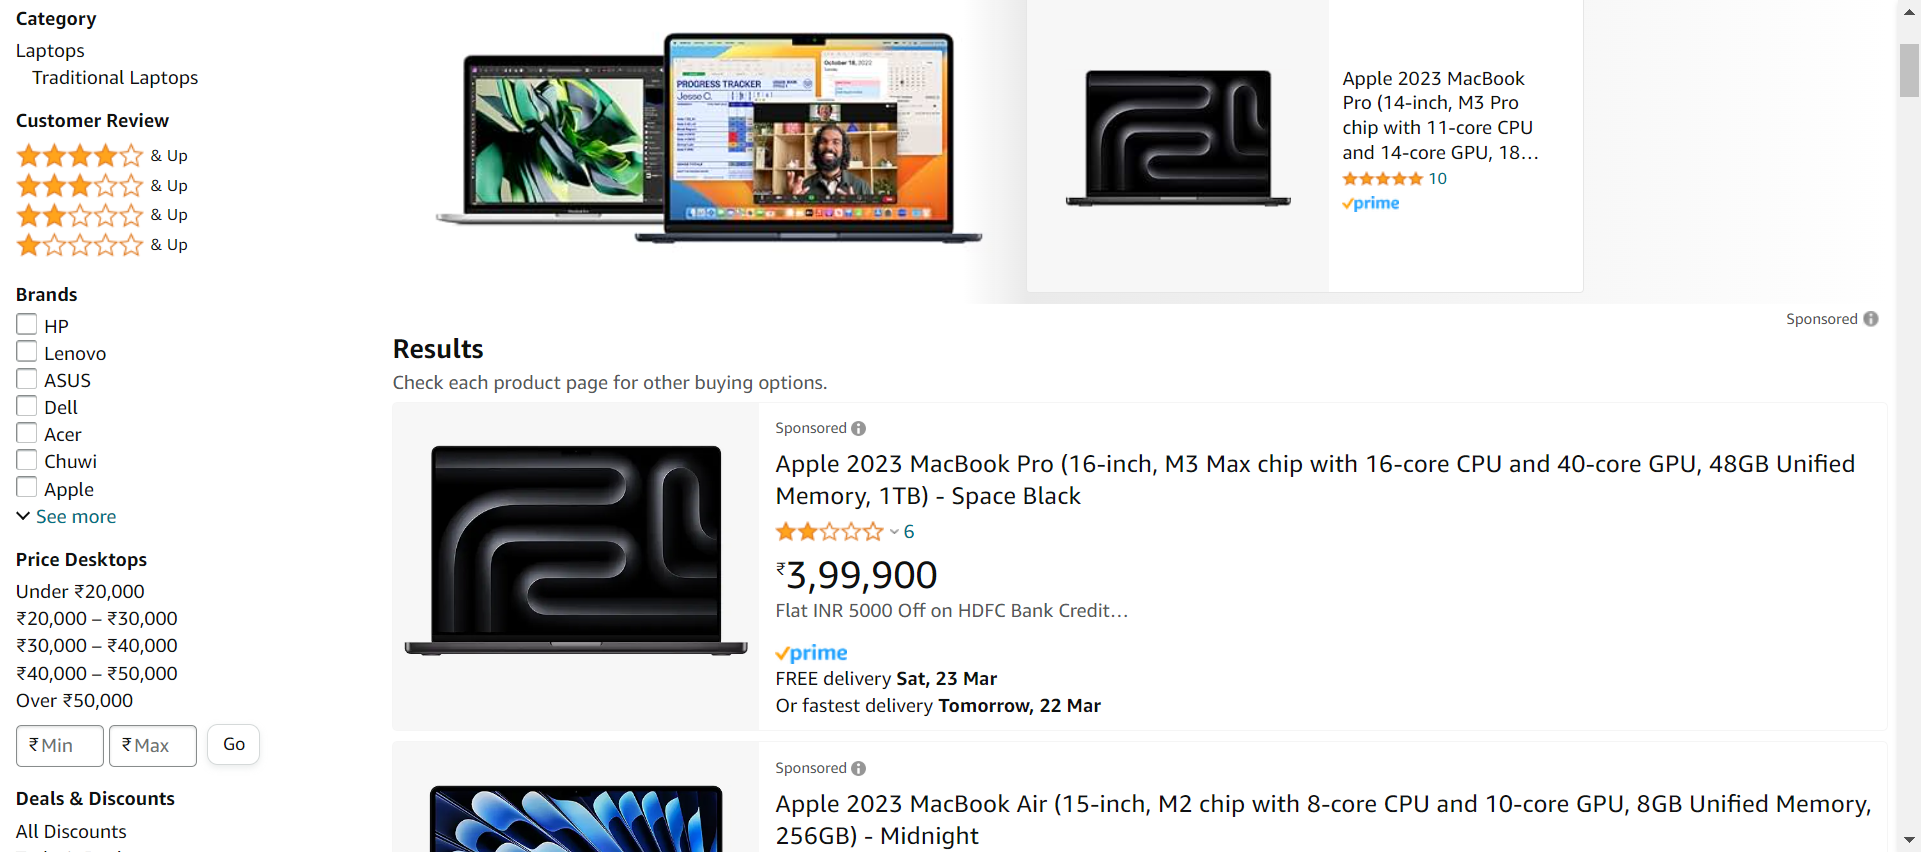 Category
Laptops
Traditional Laptops
Customer Review
& Up
& Up
& Up
& Up
Brands
HP
Lenovo
ASUS
Dell
Acer
Chuwi
Apple
See more
Price Desktops
Under ₹20,000
₹20,000 – ₹30,000
₹30,000 – ₹40,000
₹40,000 – ₹50,000
Over ₹50,000
₹ Min ₹ Max Go
Deals & Discounts
All Discounts
PROGRESS TRACKER
Jesse C.
October 18, 2022
Apple 2023 MacBook
Pro (14-inch, M3 Pro
chip with 11-core CPU
and 14-core GPU, 18…
10
prime
Sponsored
Results
Check each product page for other buying options.
Sponsored
Apple 2023 MacBook Pro (16-inch, M3 Max chip with 16-core CPU and 40-core GPU, 48GB Unified
Memory, 1TB) - Space Black
6
₹3,99,900
Flat INR 5000 Off on HDFC Bank Credit…
prime
FREE delivery Sat, 23 Mar
Or fastest delivery Tomorrow, 22 Mar
Sponsored
Apple 2023 MacBook Air (15-inch, M2 chip with 8-core CPU and 10-core GPU, 8GB Unified Memory,
256GB) - Midnight